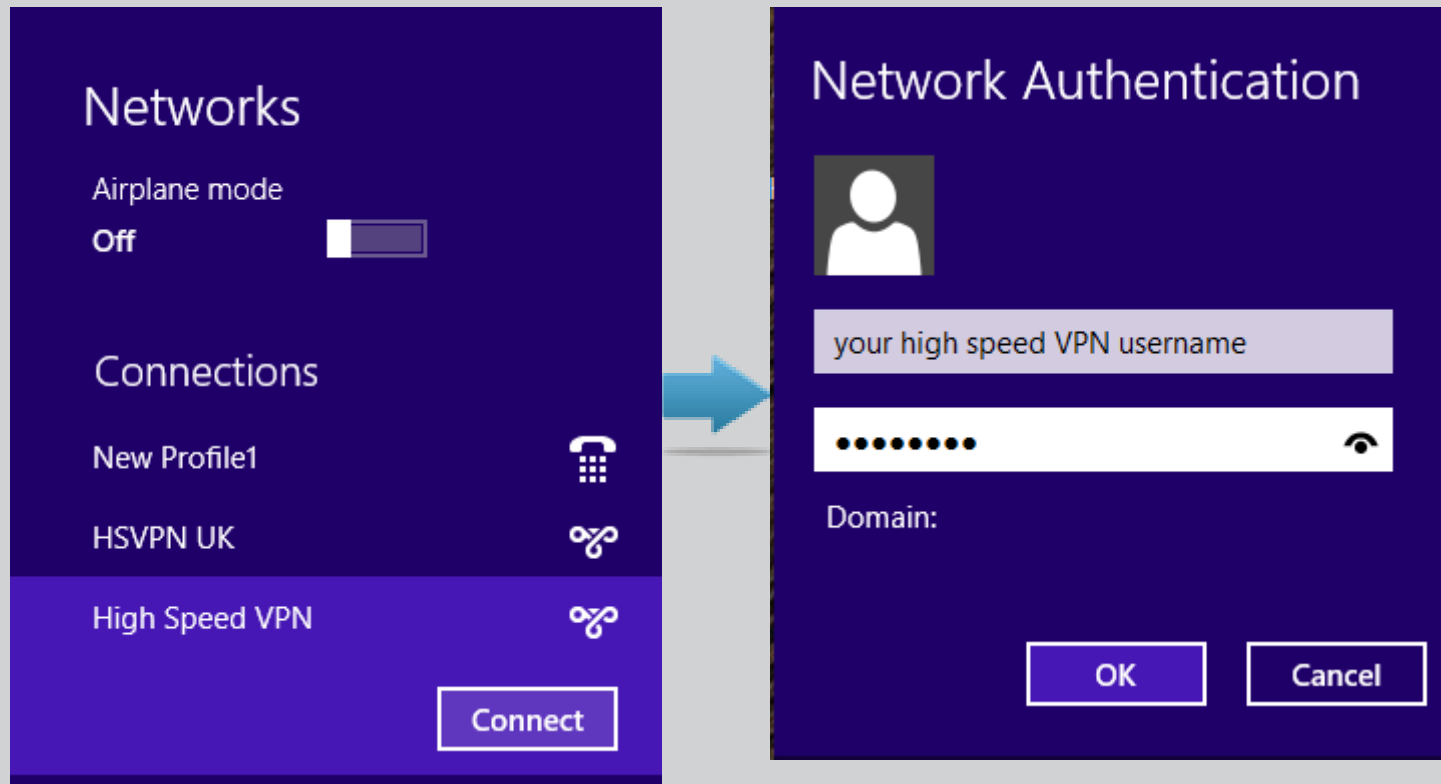 Networks
Airplane mode
Off
Connections
New Profile1
HSVPN UK
High Speed VPN
Connect
Network Authentication
your high speed VPN username
••••••••
Domain:
OK
Cancel